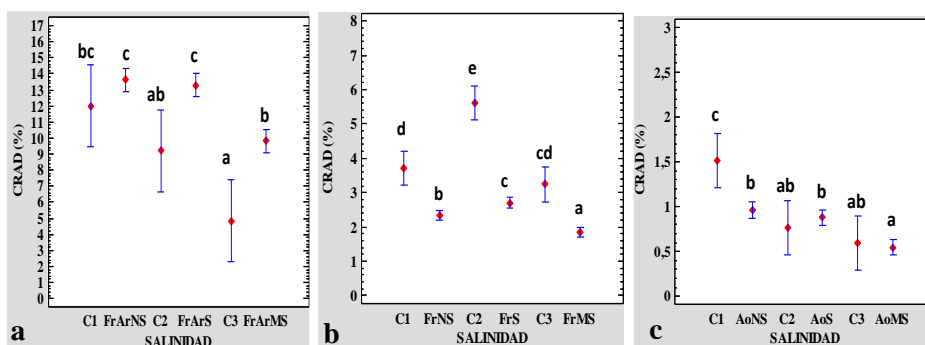 CRAD (%)
17
16
15
14
13
12
11
10
9
8
7
6
5
4
3
2
1
0
bc
c
ab
c
a
b
C1 FrArNS C2 FrArS C3 FrArMS
SALINIDAD
a
CRAD (%)
8
6
5
4
3
2
1
0
d
b
e
c
cd
a
C1 FrNS C2 FrS C3 FrMS
SALINIDAD
b
CRAD (%)
3
2,5
2
1,5
1
0,5
0
c
b
ab
b
ab
a
C1 AoNS C2 AoS C3 AoMS
SALINIDAD
c